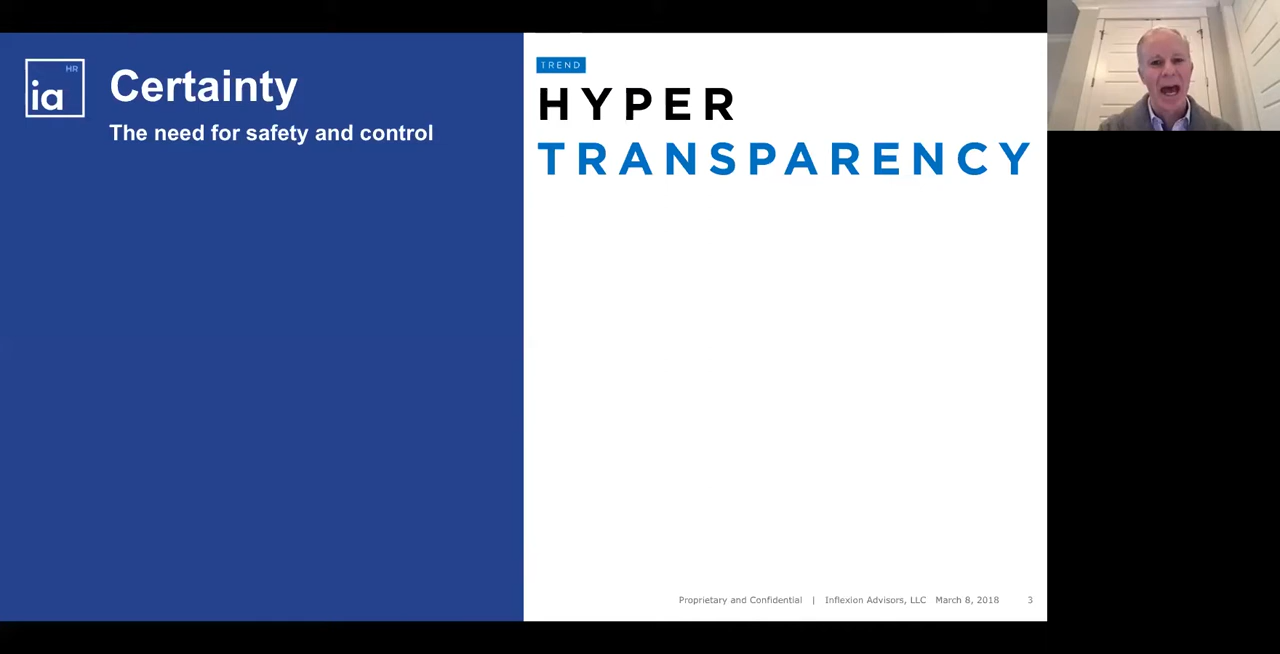 HR
ia
Certainty
The need for safety and control
TREND
HYPER
TRANSPARENCY
Proprietary and Confidential | Inflexion Advisors, LLC March 8, 2018 3